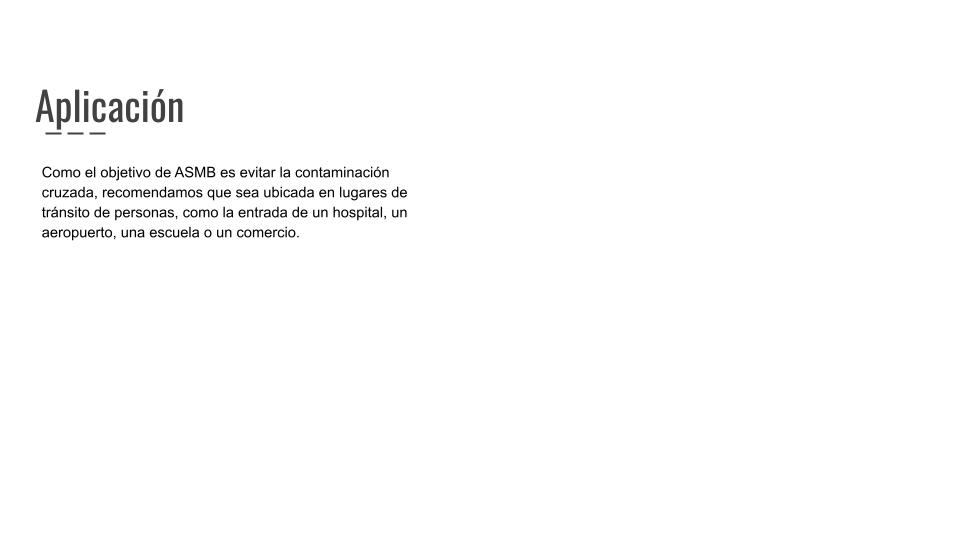 Aplicación
Como el objetivo de ASMB es evitar la contaminación
cruzada, recomendamos que sea ubicada en lugares de
tránsito de personas, como la entrada de un hospital, un
aeropuerto, una escuela o un comercio.